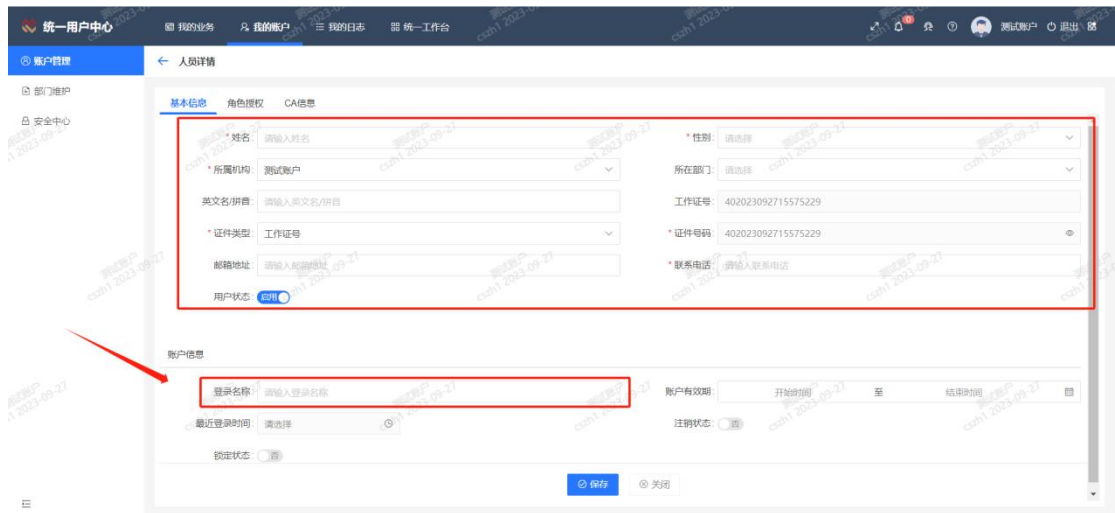 统一用户中心 我的业务 我的账户 我的日志 统一工作台 测试账户 退出
账户管理 ← 人员详情
部门维护
基本信息 角色授权 CA信息
安全中心
* 姓名: 请输入姓名 * 性别: 请选择
* 所属机构: 测试账户 所在部门: 请选择
英文名/拼音: 请输入英文名/拼音 工作证号: 402023092715575229
* 证件类型: 工作证号 * 证件号码: 402023092715575229
邮箱地址: 请输入邮箱地址 * 联系电话: 请输入联系电话
用户状态: 启用
账户信息
登录名称: 请输入登录名称 账户有效期: 开始时间 至 结束时间
最近登录时间: 请选择 注销状态: 否
锁定状态: 否
保存 关闭